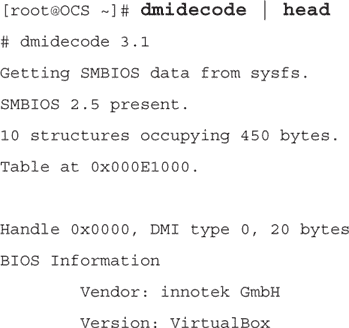 [root@OCS ~]# dmidecode | head
# dmidecode 3.1
Getting SMBIOS data from sysfs.
SMBIOS 2.5 present.
10 structures occupying 450 bytes.
Table at 0x000E1000.
Handle 0x0000, DMI type 0, 20 bytes
BIOS Information
        Vendor: innotek GmbH
        Version: VirtualBox